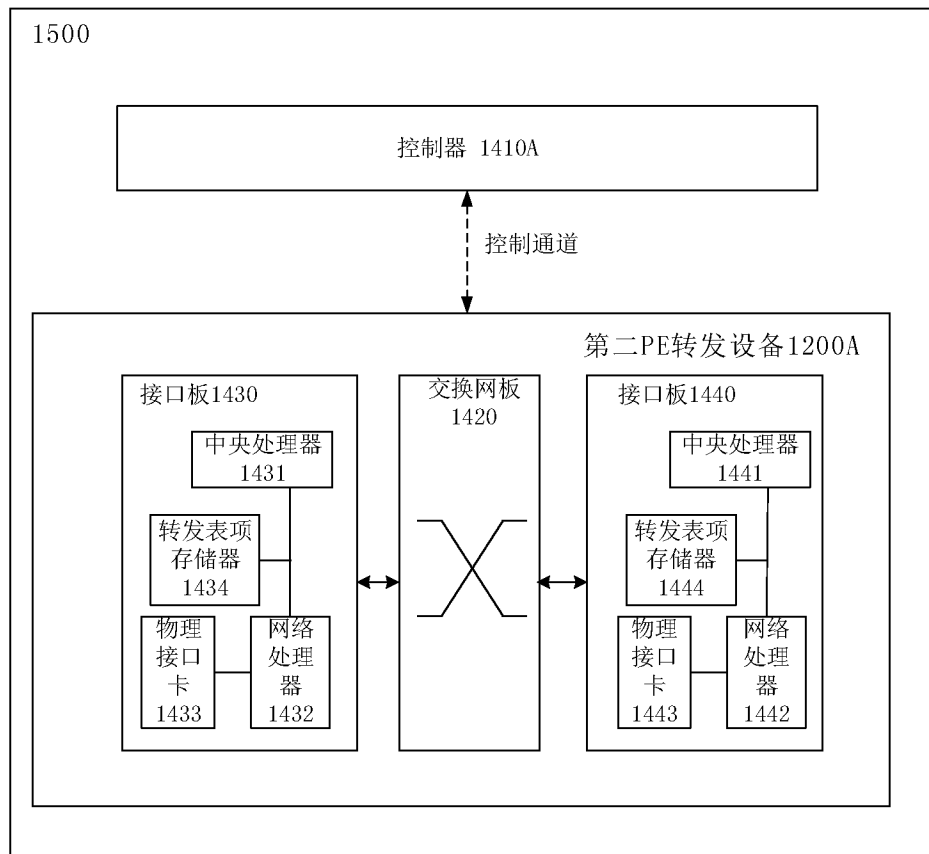 1500
控制器 1410A
控制通道
第二PE转发设备1200A
接口板1430
中央处理器
1431
转发表项
存储器
1434
物理
接口
卡
1433
网络
处理
器
1432
交换网板
1420
接口板1440
中央处理器
1441
转发表项
存储器
1444
物理
接口
卡
1443
网络
处理
器
1442